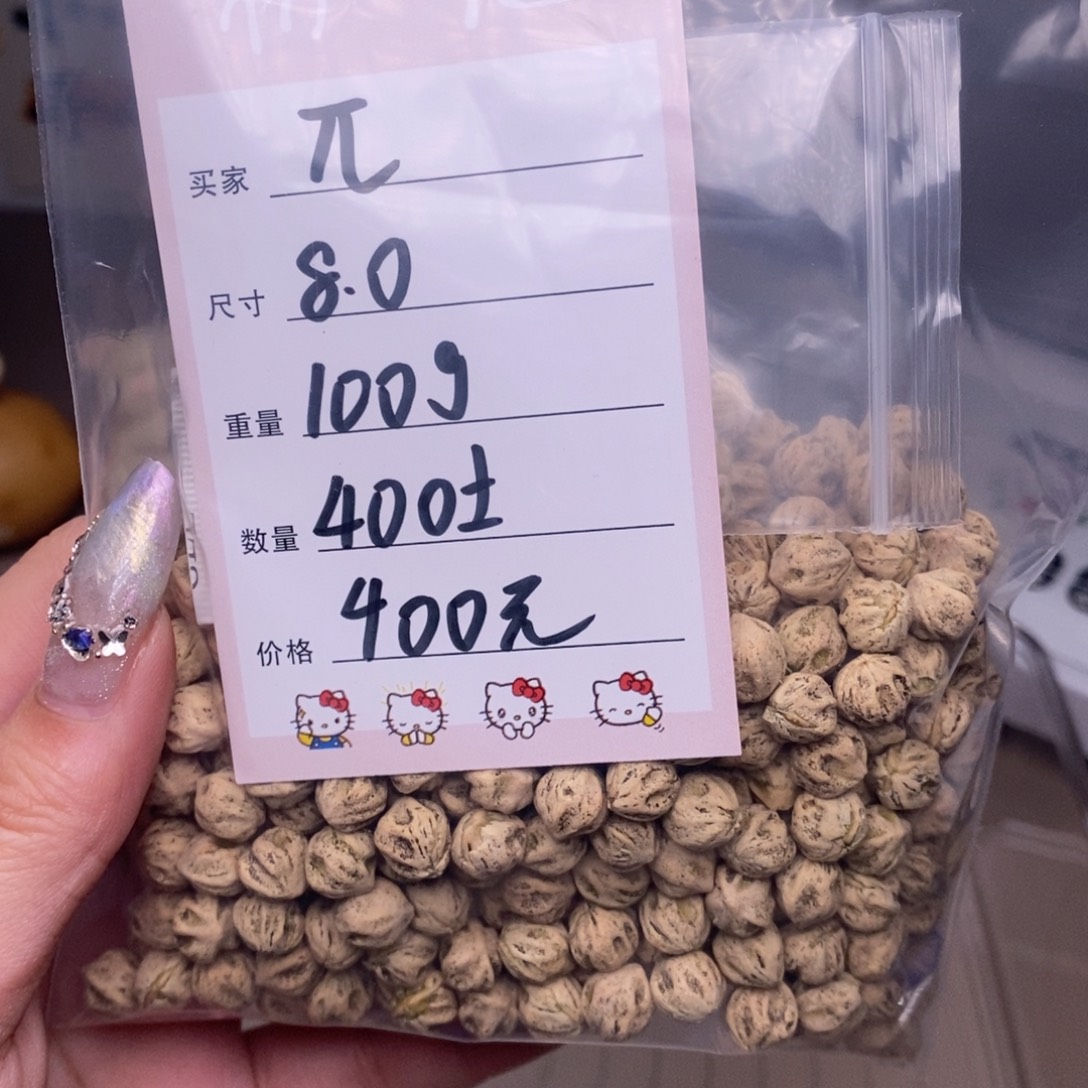 买家 π
尺寸 8.0
重量 100g
数量 400±
价格 400元